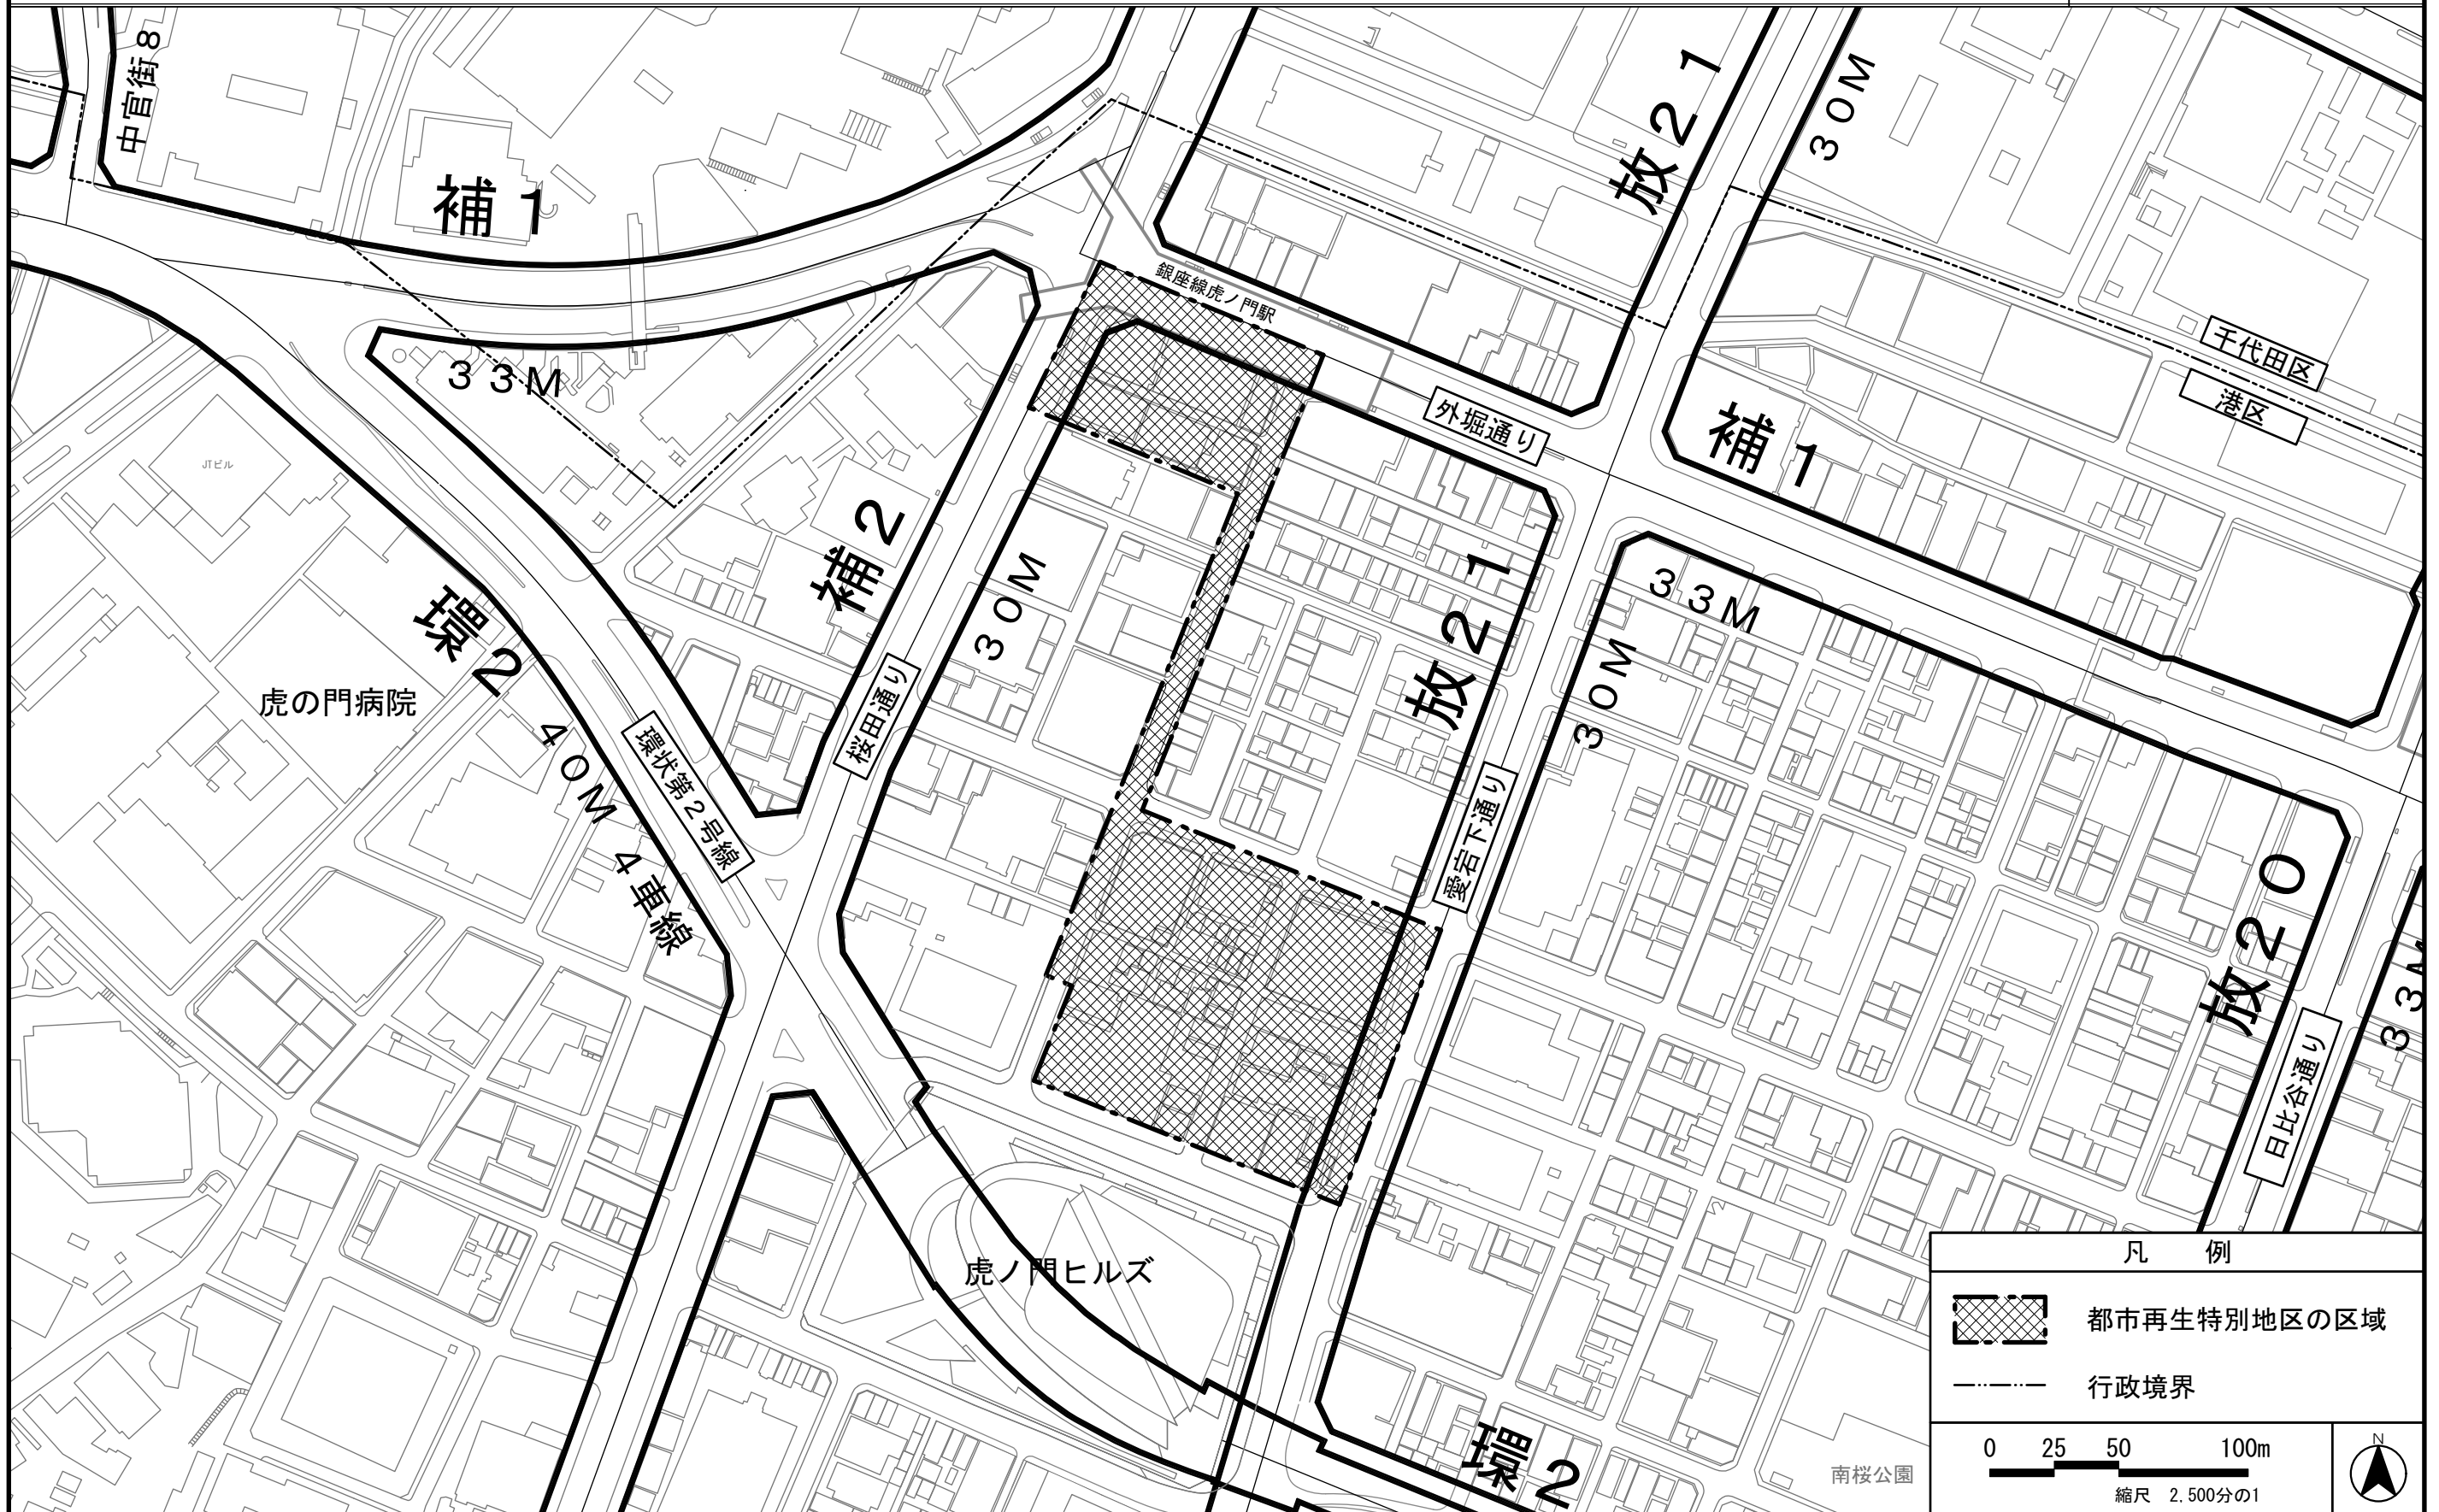 中官街8
補1
放21
30M
銀座線虎ノ門駅
千代田区
港区
33M
外堀通り
補1
JTビル
補2
30M
放21
33M
30M
環2
40M 4車線
虎の門病院
環状第2号線
桜田通り
愛宕下通り
放20
33M
日比谷通り
虎ノ門ヒルズ
環2
南桜公園
凡 例
都市再生特別地区の区域
行政境界
0 25 50 100m
縮尺 2,500分の1
N